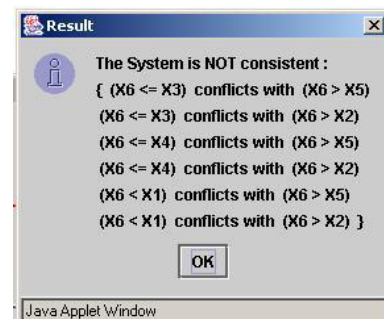 Result
The System is NOT consistent :
{ (X6 <= X3) conflicts with (X6 > X5)
(X6 <= X3) conflicts with (X6 > X2)
(X6 <= X4) conflicts with (X6 > X5)
(X6 <= X4) conflicts with (X6 > X2)
(X6 < X1) conflicts with (X6 > X5)
(X6 < X1) conflicts with (X6 > X2) }
OK
Java Applet Window